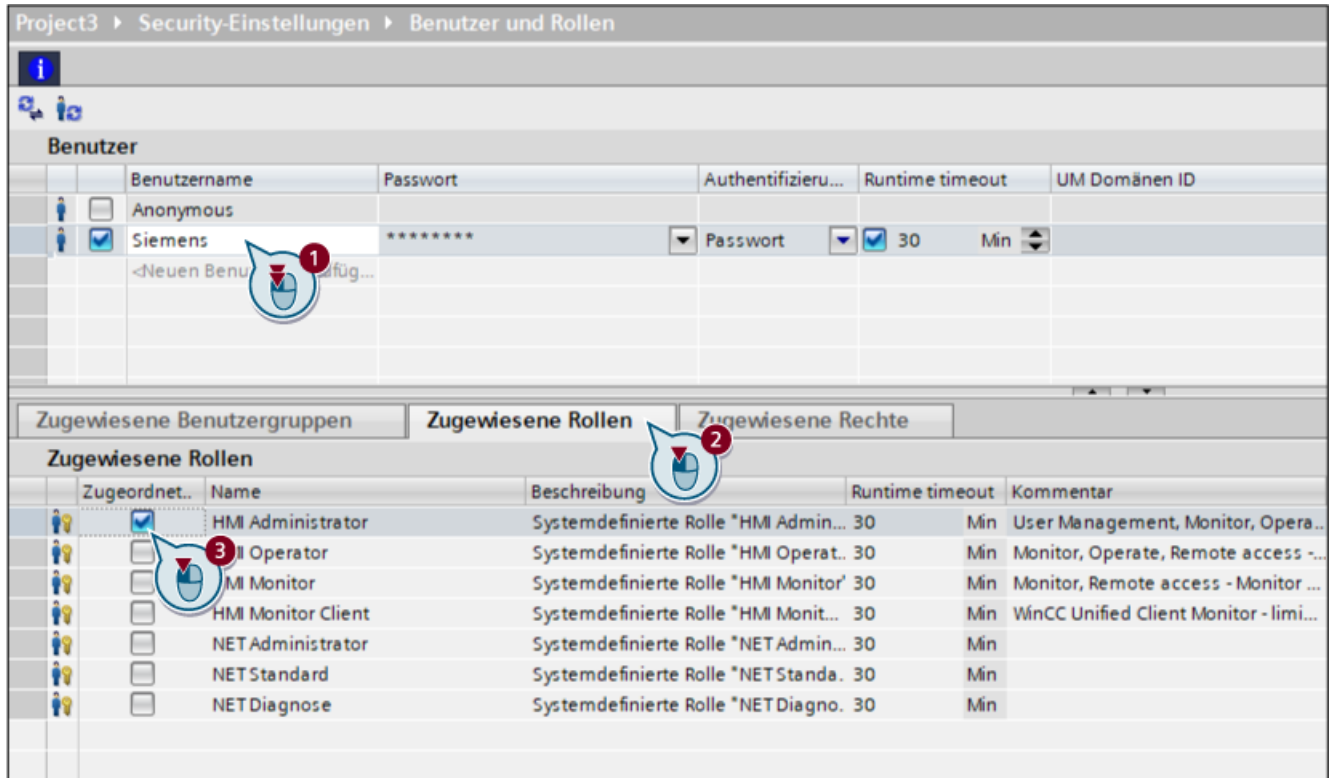 Project3 ▸ Security-Einstellungen ▸ Benutzer und Rollen
Benutzer
Benutzername Passwort Authentifizieru... Runtime timeout UM Domänen ID
Anonymous
Siemens ******** Passwort 30 Min
1
<Neuen
Zugewiesene Benutzergruppen Zugewiesene Rollen Zugewiesene Rechte
2
Zugewiesene Rollen
Zugeordnet.. Name Beschreibung Runtime timeout Kommentar
HMI Administrator Systemdefinierte Rolle "HMI Admin... 30 Min User Management, Monitor, Opera..
3 Operator Systemdefinierte Rolle "HMI Operat.. 30 Min Monitor, Operate, Remote access -...
Monitor Systemdefinierte Rolle "HMI Monitor" 30 Min Monitor, Remote access - Monitor ...
HMI Monitor Client Systemdefinierte Rolle "HMI Monit... 30 Min WinCC Unified Client Monitor - limi...
NET Administrator Systemdefinierte Rolle "NET Admin... 30 Min
NET Standard Systemdefinierte Rolle "NET Standa. 30 Min
NET Diagnose Systemdefinierte Rolle "NET Diagno. 30 Min